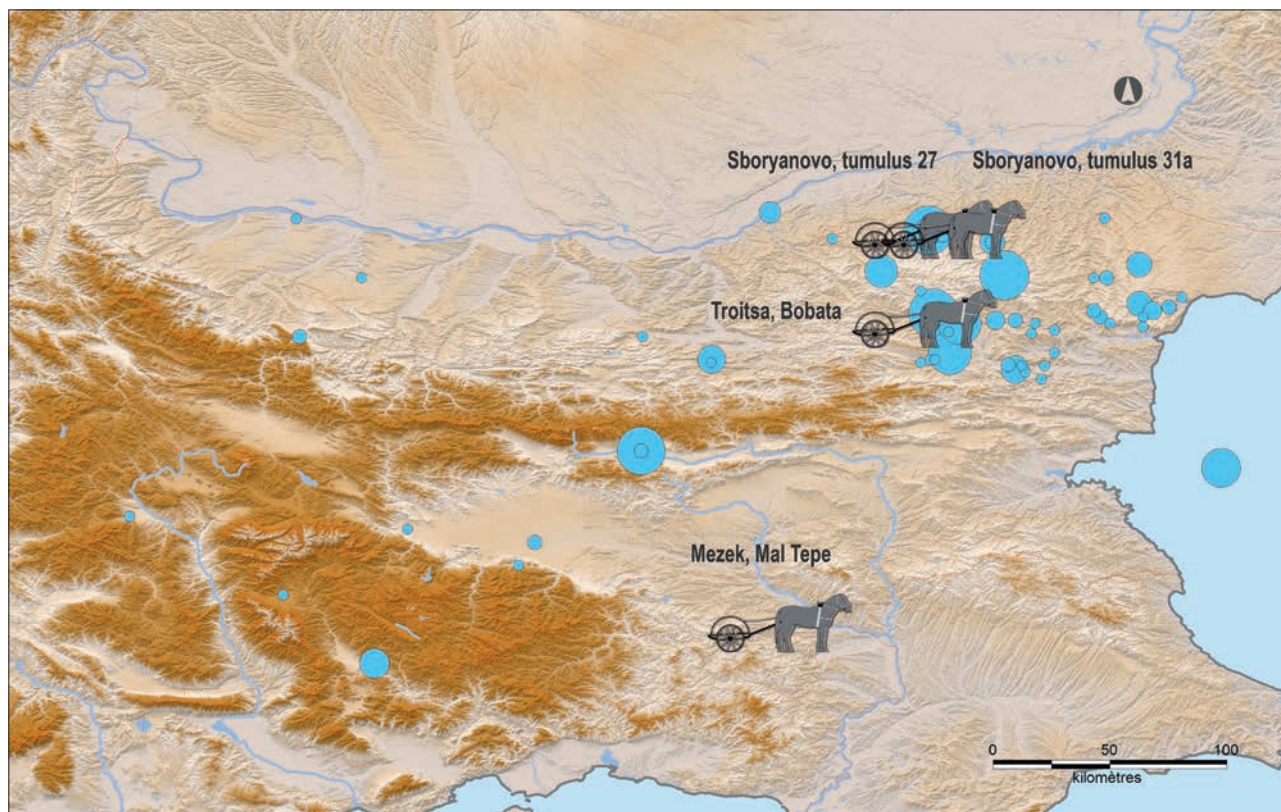 Sboryanovo, tumulus 27
Sboryanovo, tumulus 31a
Troitsa, Bobata
Mezek, Mal Tepe
0 50 100
kilomètres